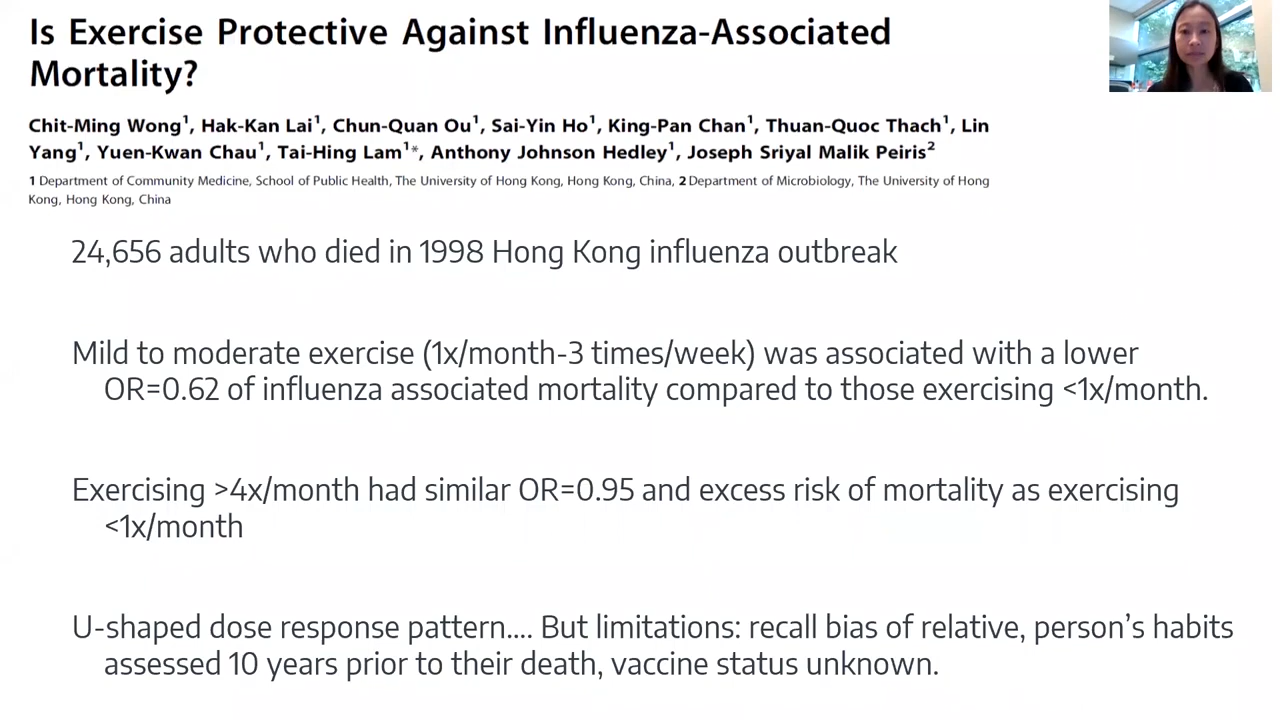 Is Exercise Protective Against Influenza-Associated
Mortality?
Chit-Ming Wong1, Hak-Kan Lai1, Chun-Quan Ou1, Sai-Yin Ho1, King-Pan Chan1, Thuan-Quoc Thach1, Lin
Yang1, Yuen-Kwan Chau1, Tai-Hing Lam1*, Anthony Johnson Hedley1, Joseph Sriyal Malik Peiris2
1 Department of Community Medicine, School of Public Health, The University of Hong Kong, Hong Kong, China, 2 Department of Microbiology, The University of Hong
Kong, Hong Kong, China
24,656 adults who died in 1998 Hong Kong influenza outbreak
Mild to moderate exercise (1x/month-3 times/week) was associated with a lower
OR=0.62 of influenza associated mortality compared to those exercising <1x/month.
Exercising >4x/month had similar OR=0.95 and excess risk of mortality as exercising
<1x/month
U-shaped dose response pattern.... But limitations: recall bias of relative, person's habits
assessed 10 years prior to their death, vaccine status unknown.